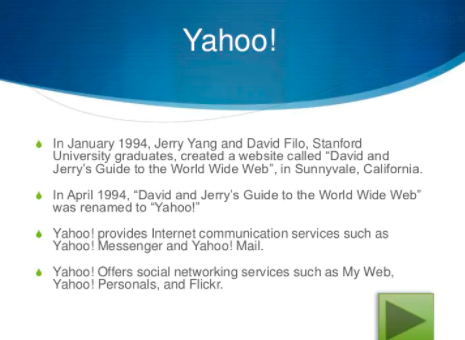 Yahoo!
In January 1994, Jerry Yang and David Filo, Stanford
University graduates, created a website called “David and
Jerry’s Guide to the World Wide Web”, in Sunnyvale, California.
In April 1994, “David and Jerry’s Guide to the World Wide Web”
was renamed to “Yahoo!”
Yahoo! provides Internet communication services such as
Yahoo! Messenger and Yahoo! Mail.
Yahoo! Offers social networking services such as My Web,
Yahoo! Personals, and Flickr.